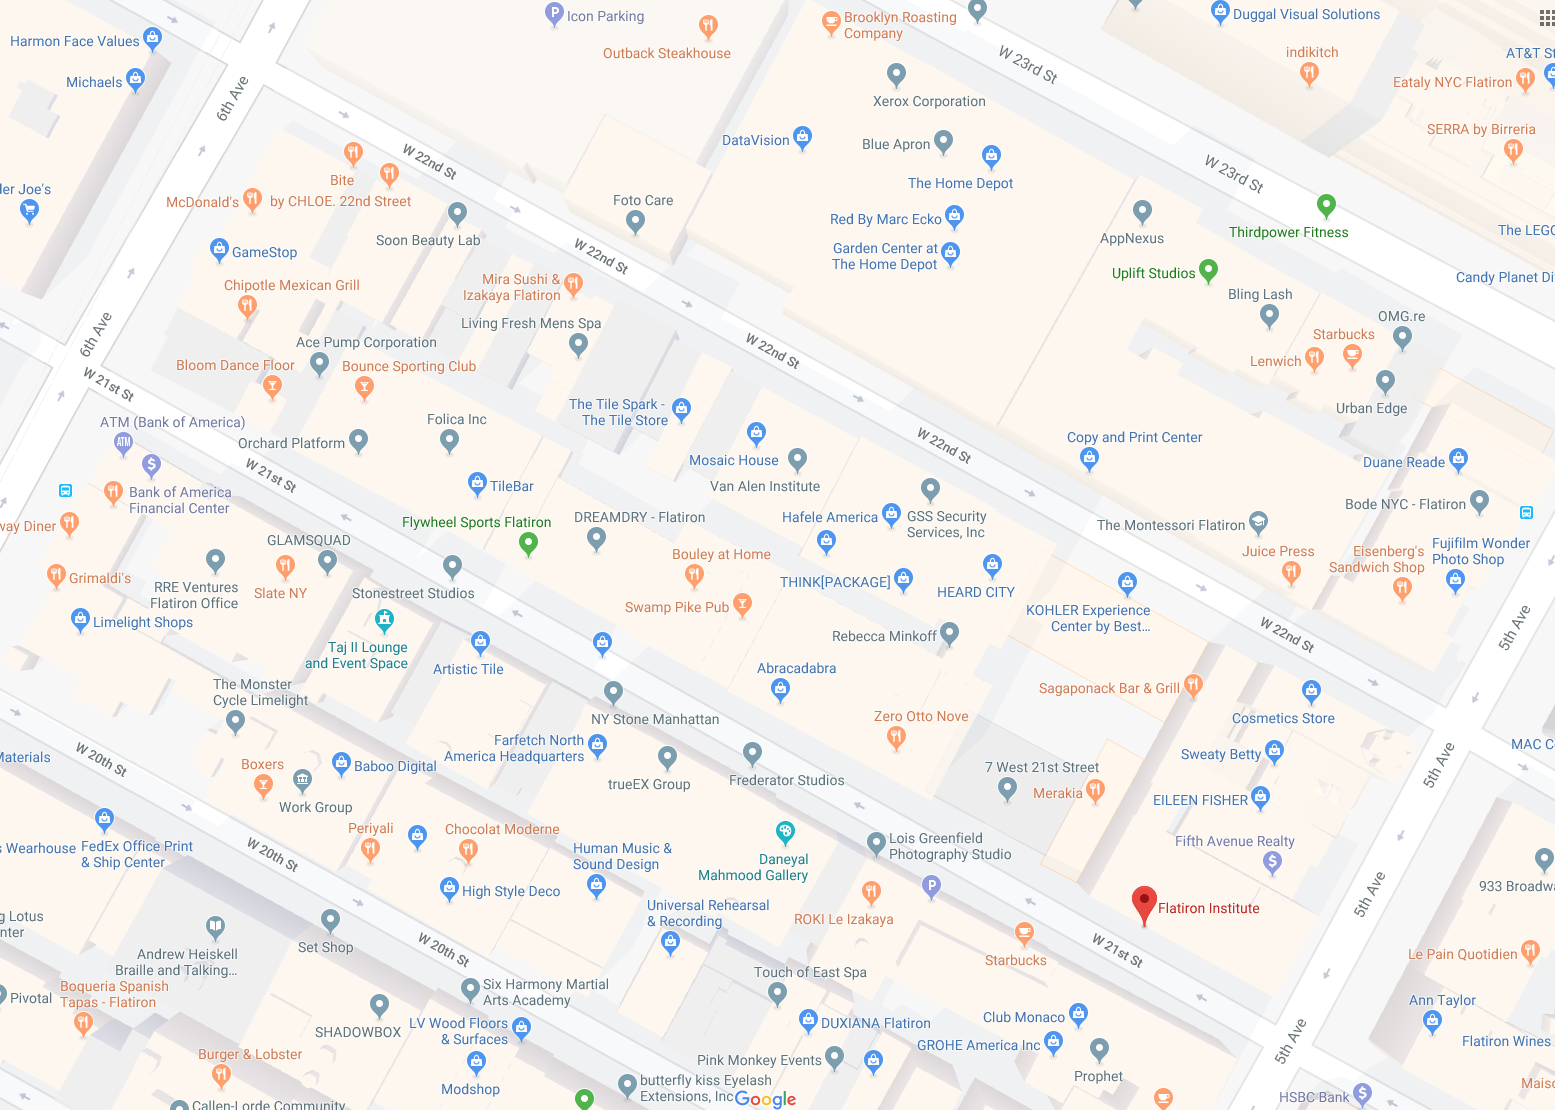 Icon Parking
Outback Steakhouse
Brooklyn Roasting
Company
Duggal Visual Solutions
indikitch
AT&T St
Eataly NYC Flatiron
SERRA by Birreria
Harmon Face Values
Michaels
6th Ave
W 23rd St
Xerox Corporation
DataVision
Blue Apron
The Home Depot
W 22nd St
Bite
by CHLOE. 22nd Street
McDonald's
der Joe's
Foto Care
Soon Beauty Lab
Red By Marc Ecko
Garden Center at
The Home Depot
AppNexus
W 23rd St
Thirdpower Fitness
The LEGO
Uplift Studios
Candy Planet Di
Bling Lash
OMG.re
Starbucks
Lenwich
Urban Edge
GameStop
Chipotle Mexican Grill
W 22nd St
Mira Sushi &
Izakaya Flatiron
Living Fresh Mens Spa
Ace Pump Corporation
6th Ave
Bloom Dance Floor
Bounce Sporting Club
W 22nd St
W 21st St
The Tile Spark -
The Tile Store
Folica Inc
ATM (Bank of America)
ATM
Orchard Platform
Mosaic House
Van Alen Institute
W 22nd St
Copy and Print Center
Duane Reade
W 21st St
Bank of America
Financial Center
TileBar
Bode NYC - Flatiron
way Diner
Flywheel Sports Flatiron
DREAMDRY - Flatiron
Hafele America
GSS Security
Services, Inc
The Montessori Flatiron
Juice Press
Eisenberg's
Sandwich Shop
Fujifilm Wonder
Photo Shop
GLAMSQUAD
Grimaldi's
RRE Ventures
Flatiron Office
Slate NY
Stonestreet Studios
Bouley at Home
Swamp Pike Pub
THINK[PACKAGE]
HEARD CITY
KOHLER Experience
Center by Best...
W 22nd St
5th Ave
Limelight Shops
Taj II Lounge
and Event Space
Artistic Tile
Rebecca Minkoff
Abracadabra
Sagaponack Bar & Grill
Cosmetics Store
The Monster
Cycle Limelight
NY Stone Manhattan
Zero Otto Nove
Sweaty Betty
MAC Co
Materials
W 20th St
Boxers
Baboo Digital
Work Group
Farfetch North
America Headquarters
trueEX Group
Frederator Studios
7 West 21st Street
Merakia
EILEEN FISHER
5th Ave
s Wearhouse
FedEx Office Print
& Ship Center
W 20th St
Periyali
Chocolat Moderne
High Style Deco
Human Music &
Sound Design
Daneyal
Mahmood Gallery
Lois Greenfield
Photography Studio
Fifth Avenue Realty
933 Broadwa
5th Ave
Flatiron Institute
g Lotus
nter
Set Shop
Andrew Heiskell
Braille and Talking...
W 20th St
Universal Rehearsal
& Recording
ROKI Le Izakaya
Starbucks
W 21st St
Le Pain Quotidien
Boqueria Spanish
Tapas - Flatiron
Pivotal
Six Harmony Martial
Arts Academy
Touch of East Spa
Ann Taylor
SHADOWBOX
LV Wood Floors
& Surfaces
DUXIANA Flatiron
Club Monaco
GROHE America Inc
Flatiron Wines
5th Ave
Burger & Lobster
Modshop
Pink Monkey Events
Prophet
Maiso
butterfly kiss Eyelash
Extensions, Inc
Google
HSBC Bank
Callen-Lorde Community